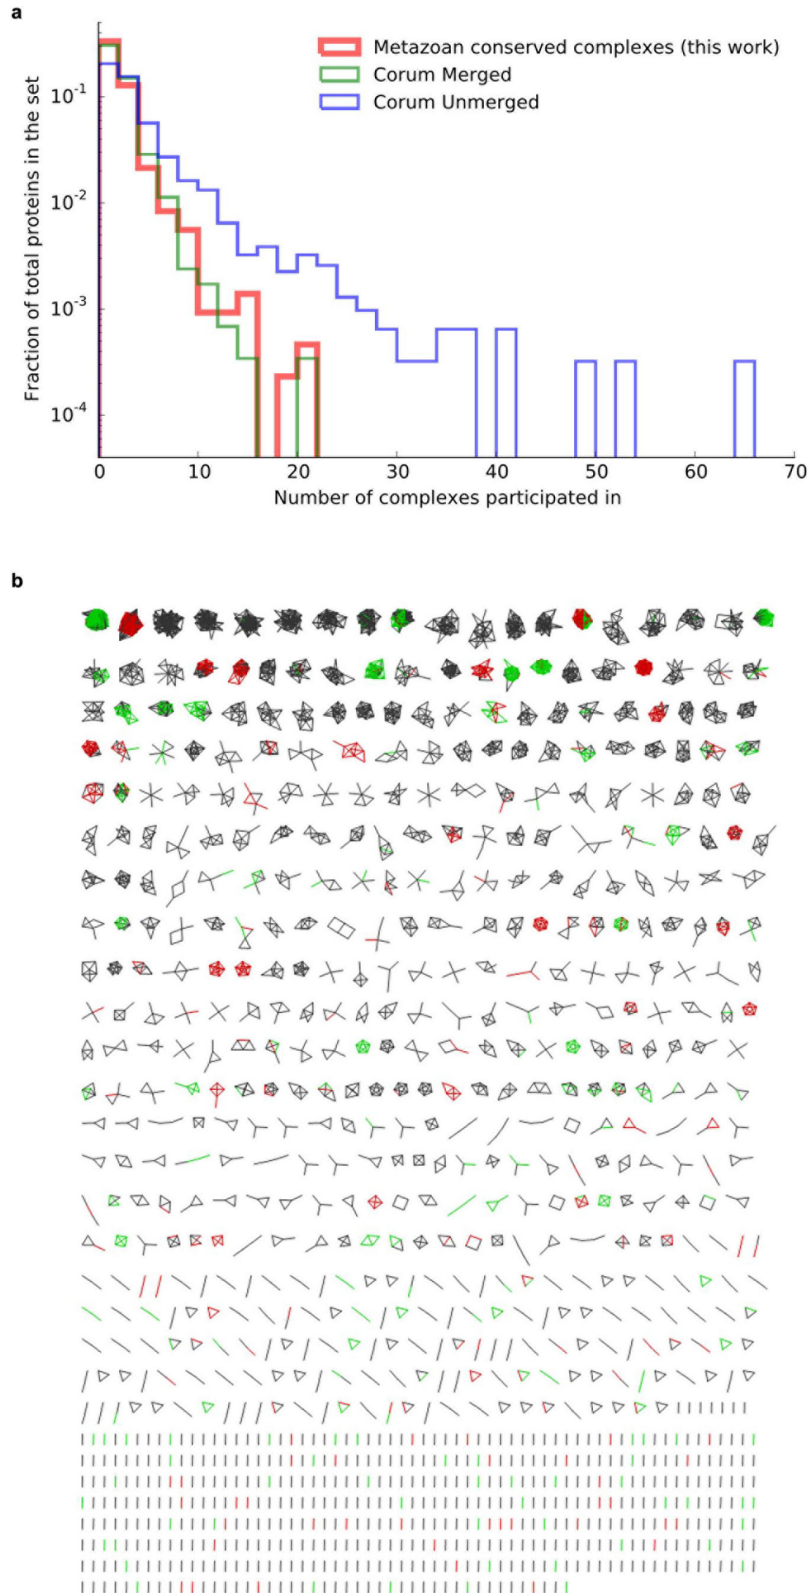 a
Metazoan conserved complexes (this work)
Corum Merged
Corum Unmerged
Fraction of total proteins in the set
10⁻¹
10⁻²
10⁻³
10⁻⁴
0 10 20 30 40 50 60 70
Number of complexes participated in
b